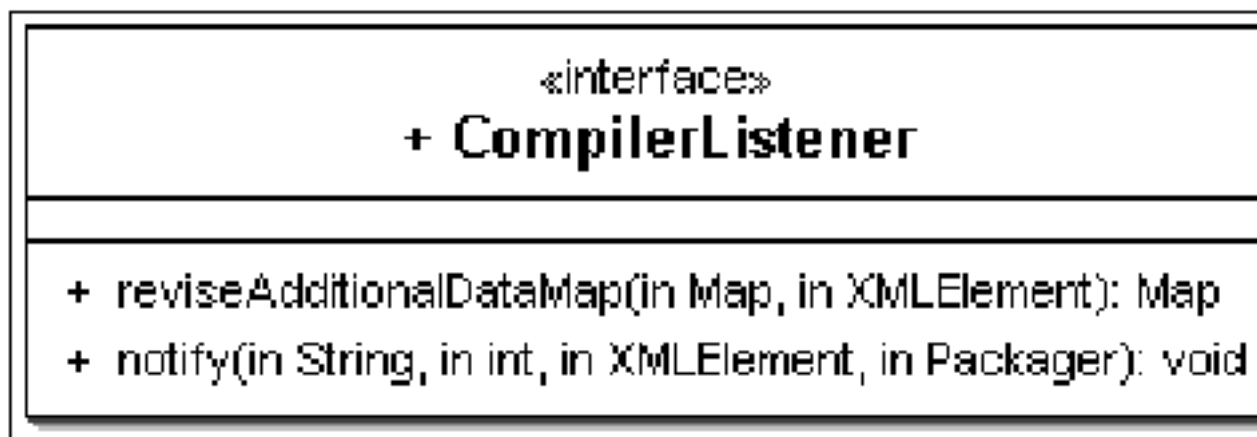 «interface»
+ CompilerListener
+ reviseAdditionalDataMap(in Map, in XMLElement): Map
+ notify(in String, in int, in XMLElement, in Packager): void